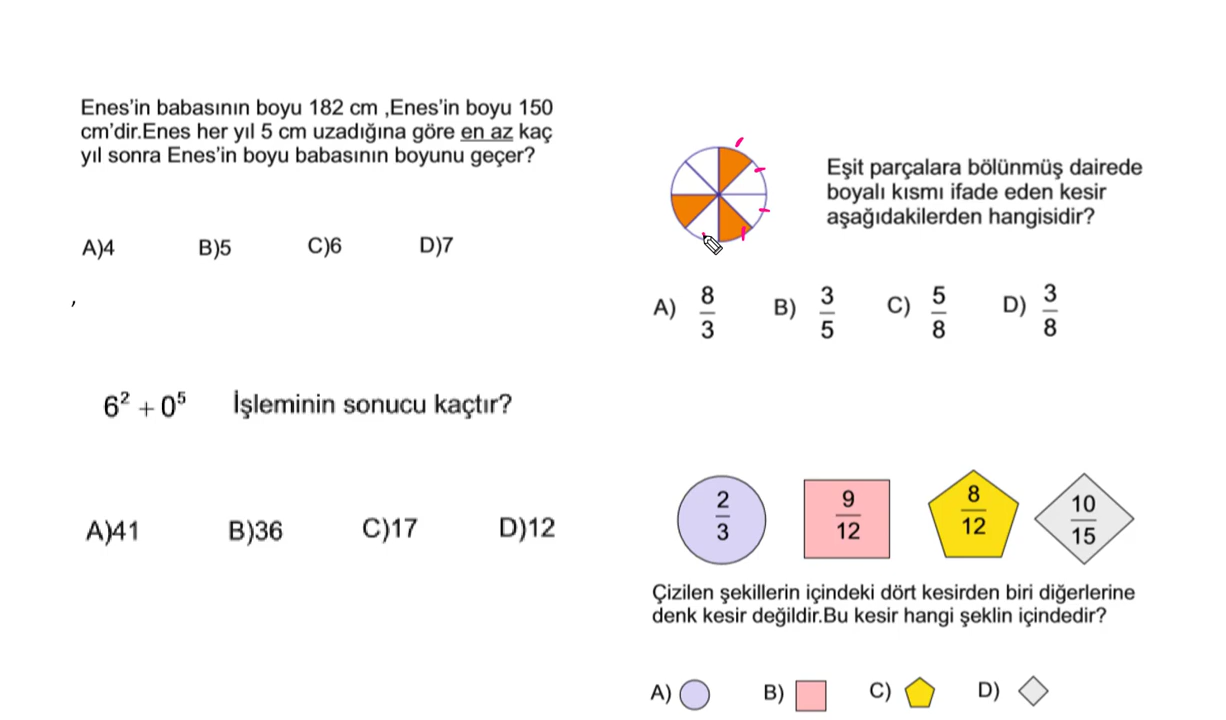 Enes'in babasının boyu 182 cm ,Enes'in boyu 150
cm'dir.Enes her yıl 5 cm uzadığına göre en az kaç
yıl sonra Enes'in boyu babasının boyunu geçer?
A)4 B)5 C)6 D)7
,
6² + 0⁵ İşleminin sonucu kaçtır?
A)41 B)36 C)17 D)12
Eşit parçalara bölünmüş dairede
boyalı kısmı ifade eden kesir
aşağıdakilerden hangisidir?
A) 8/3 B) 3/5 C) 5/8 D) 3/8
2/3 9/12 8/12 10/15
Çizilen şekillerin içindeki dört kesirden biri diğerlerine
denk kesir değildir.Bu kesir hangi şeklin içindedir?
A) B) C) D)